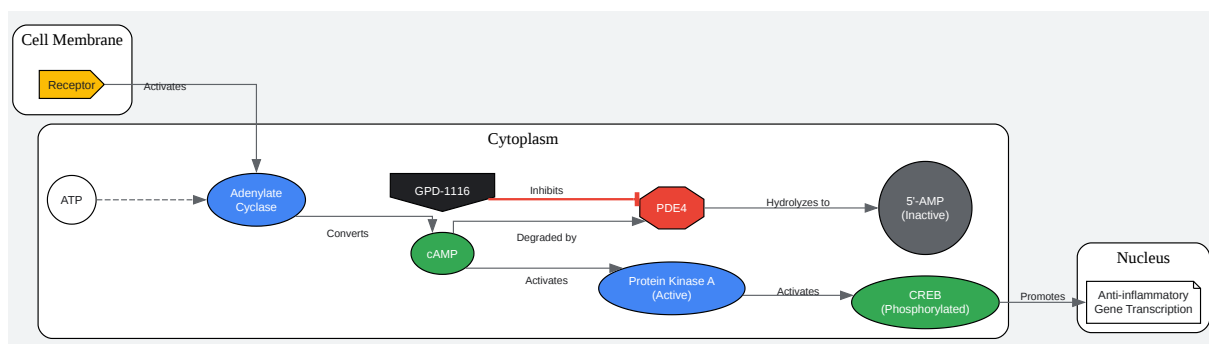 Cell Membrane
Receptor
Activates
Cytoplasm
ATP
Adenylate
Cyclase
Converts
GPD-1116
Inhibits
cAMP
Degraded by
PDE4
Hydrolyzes to
5'-AMP
(Inactive)
Activates
Protein Kinase A
(Active)
Activates
CREB
(Phosphorylated)
Promotes
Nucleus
Anti-inflammatory
Gene Transcription